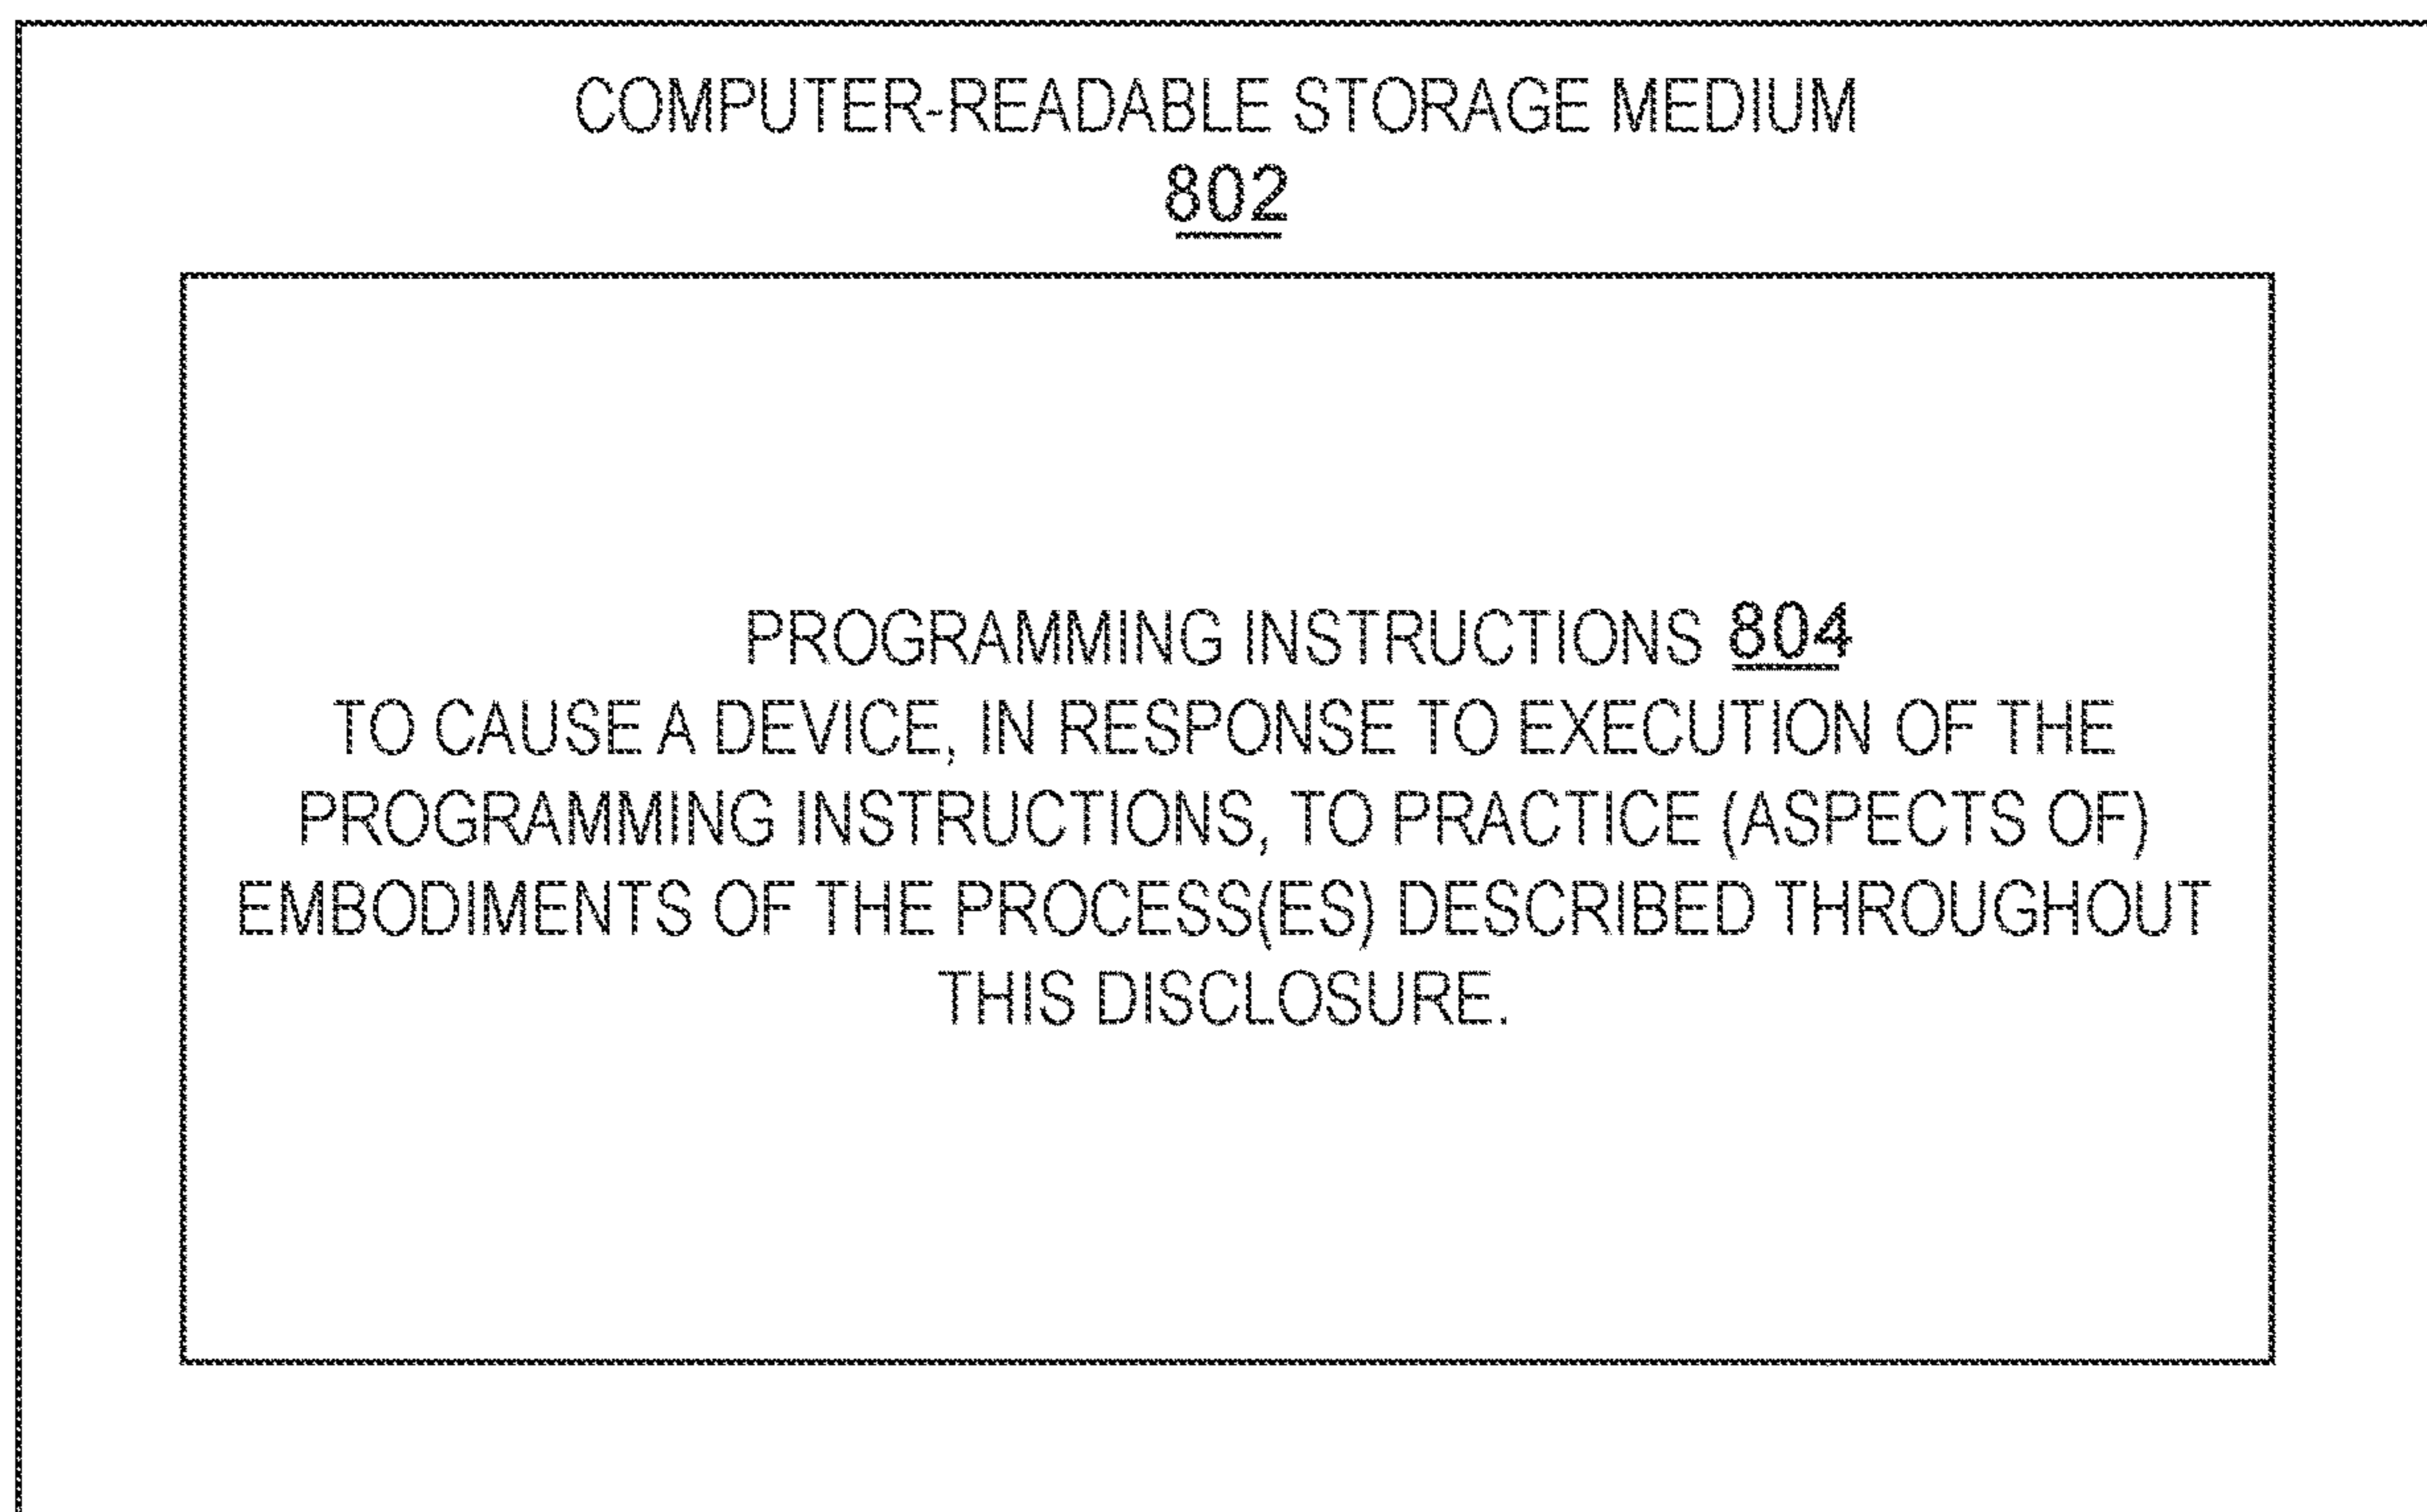 COMPUTER-READABLE STORAGE MEDIUM
802
PROGRAMMING INSTRUCTIONS 804
TO CAUSE A DEVICE, IN RESPONSE TO EXECUTION OF THE
PROGRAMMING INSTRUCTIONS, TO PRACTICE (ASPECTS OF)
EMBODIMENTS OF THE PROCESS(ES) DESCRIBED THROUGHOUT
THIS DISCLOSURE.